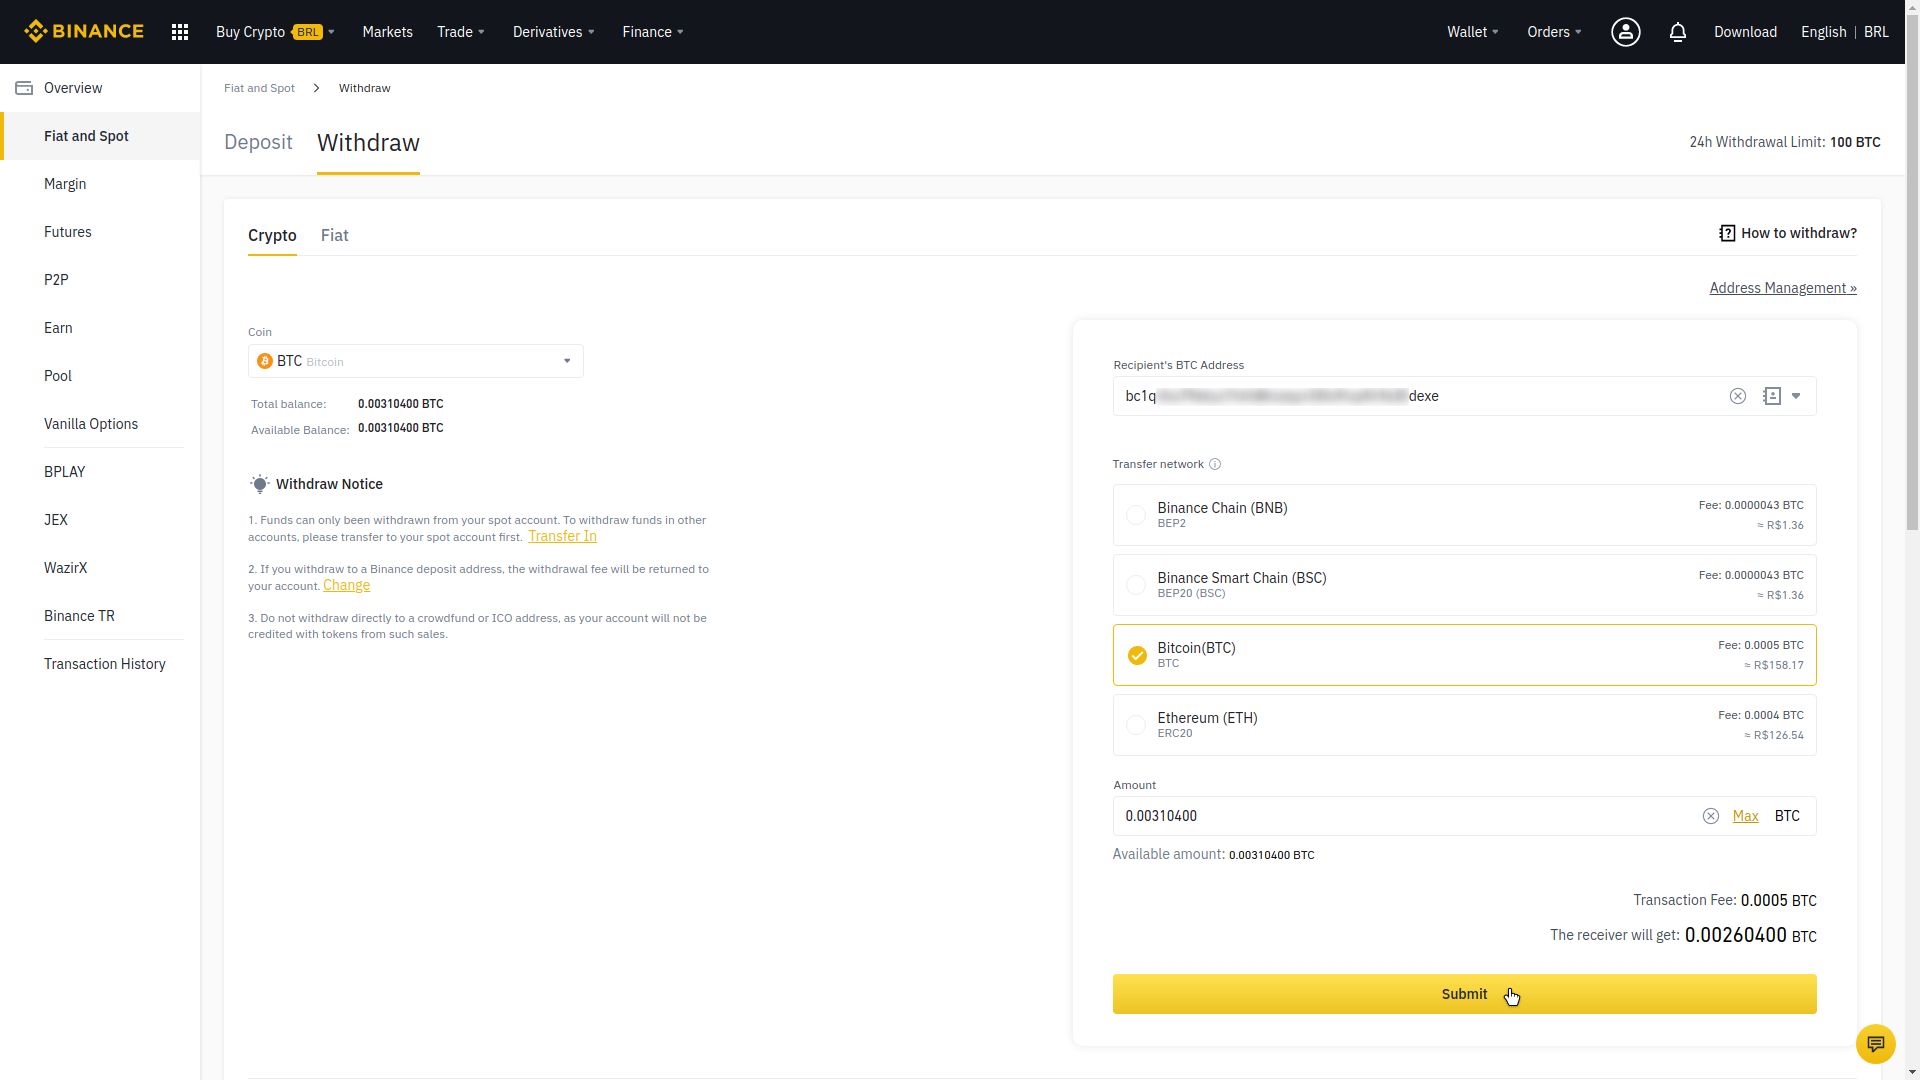 BINANCE
Buy Crypto BRL
Markets
Trade
Derivatives
Finance
Wallet
Orders
Download
English | BRL
Overview
Fiat and Spot
Margin
Futures
P2P
Earn
Pool
Vanilla Options
BPLAY
JEX
WazirX
Binance TR
Transaction History
Fiat and Spot > Withdraw
Deposit
Withdraw
24h Withdrawal Limit: 100 BTC
Crypto
Fiat
How to withdraw?
Address Management »
Coin
BTC Bitcoin
Total balance: 0.00310400 BTC
Available Balance: 0.00310400 BTC
Withdraw Notice
1. Funds can only been withdrawn from your spot account. To withdraw funds in other
accounts, please transfer to your spot account first. Transfer In
2. If you withdraw to a Binance deposit address, the withdrawal fee will be returned to
your account. Change
3. Do not withdraw directly to a crowdfund or ICO address, as your account will not be
credited with tokens from such sales.
Recipient's BTC Address
bc1q dexe
Transfer network
Binance Chain (BNB)
BEP2
Fee: 0.0000043 BTC
≈ R$1.36
Binance Smart Chain (BSC)
BEP20 (BSC)
Fee: 0.0000043 BTC
≈ R$1.36
Bitcoin(BTC)
BTC
Fee: 0.0005 BTC
≈ R$158.17
Ethereum (ETH)
ERC20
Fee: 0.0004 BTC
≈ R$126.54
Amount
0.00310400
Max BTC
Available amount: 0.00310400 BTC
Transaction Fee: 0.0005 BTC
The receiver will get: 0.00260400 BTC
Submit